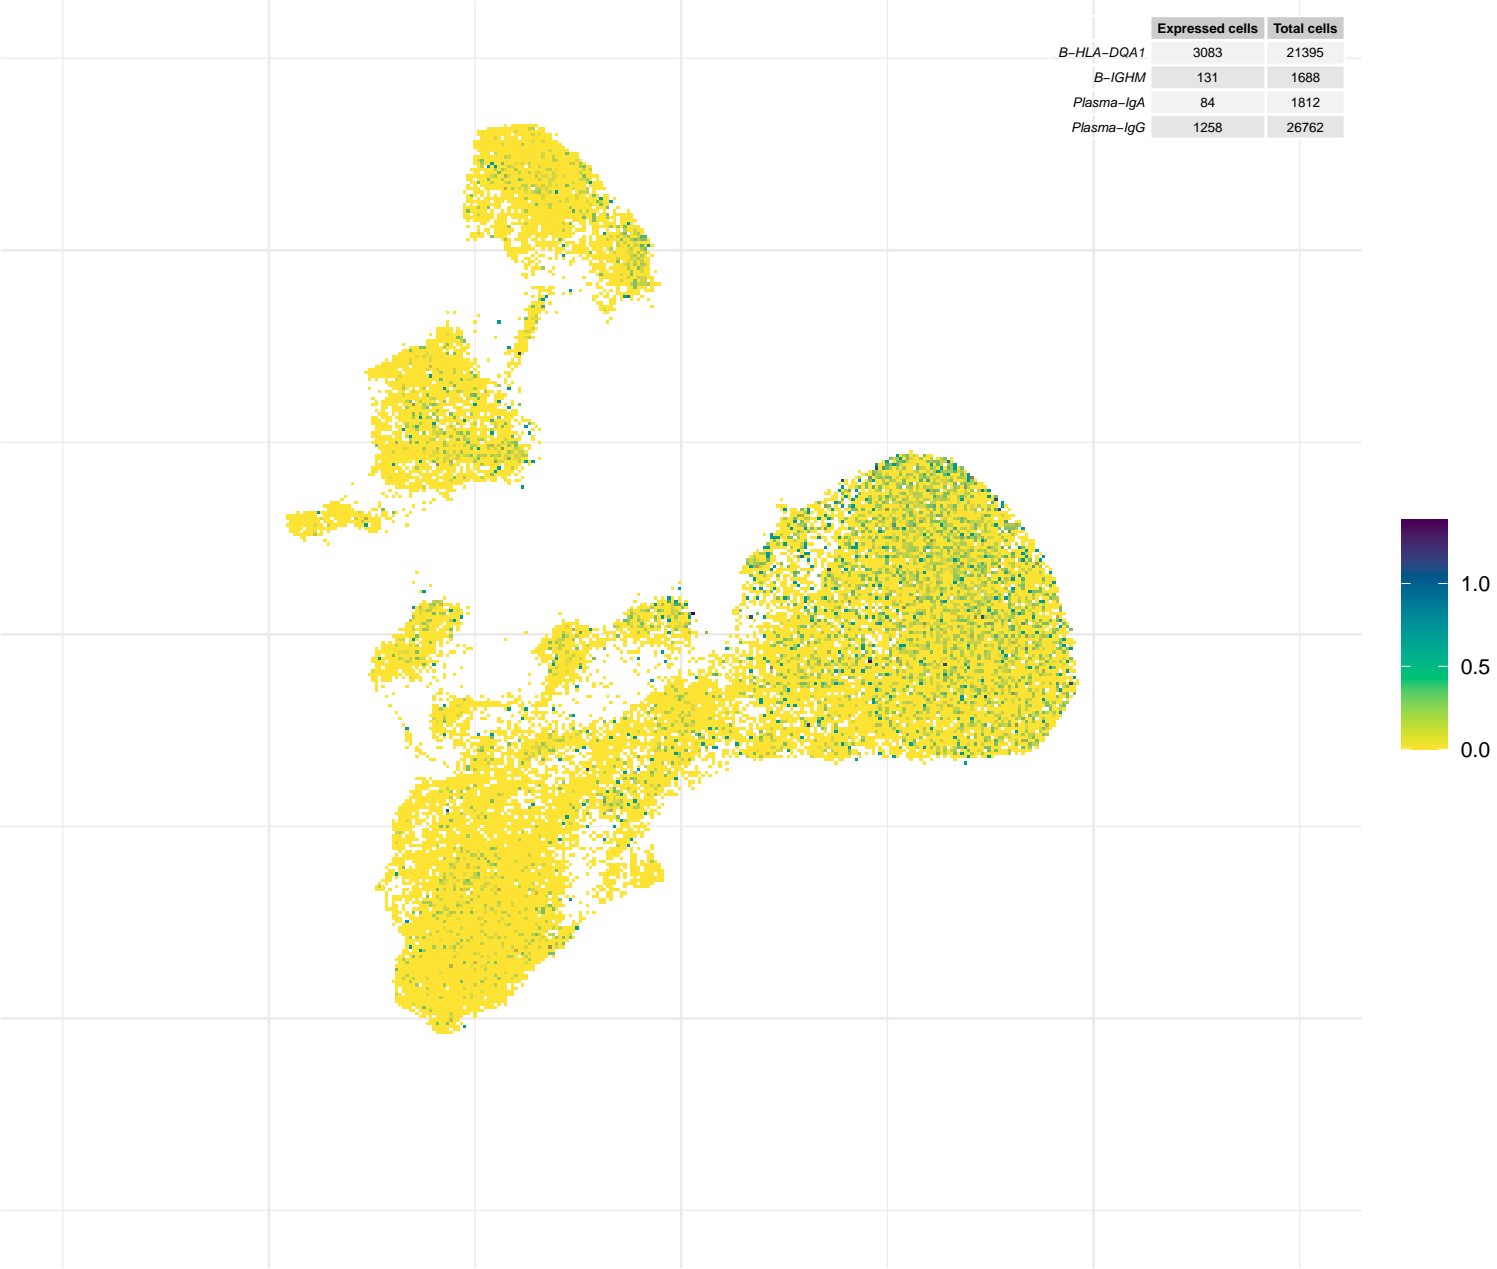 Expressed cells Total cells
B−HLA−DQA1 3083 21395
B−IGHM 131 1688
Plasma−IgA 84 1812
Plasma−IgG 1258 26762
1.0
0.5
0.0